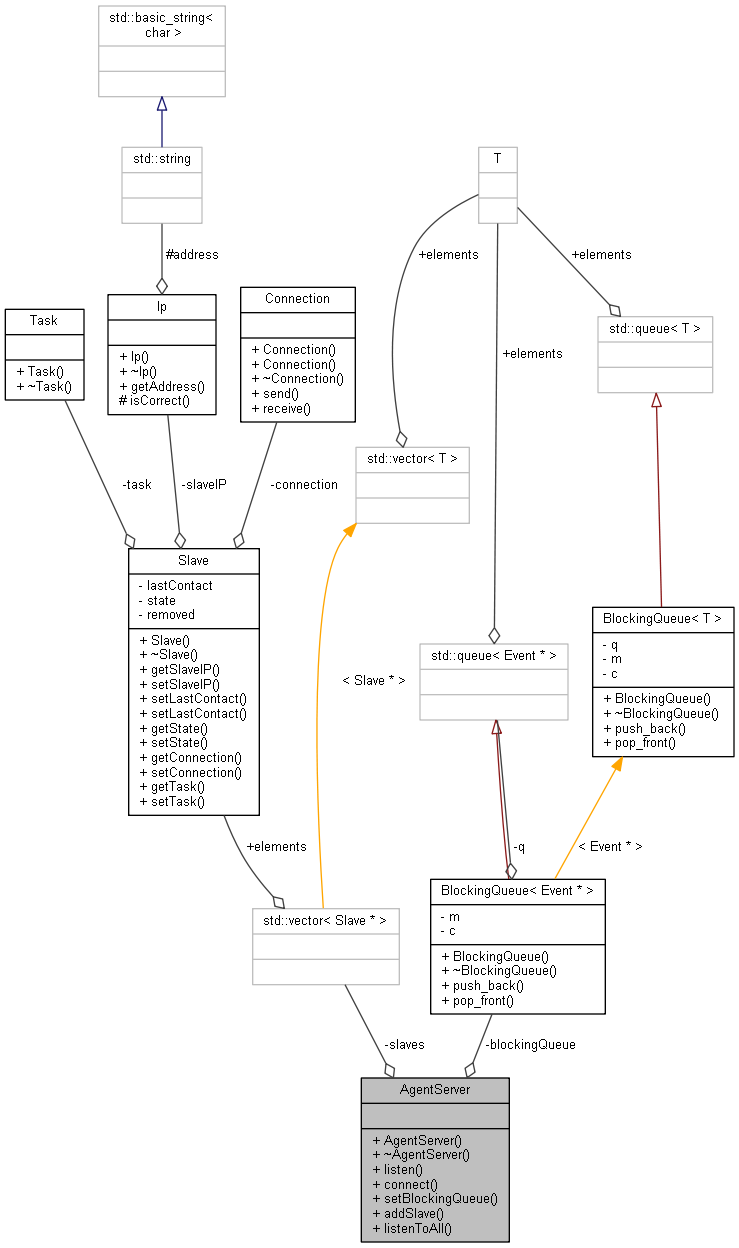 std::basic_string<
char >
std::string
T
#address
+elements
+elements
Task
+ Task()
+ ~Task()
Ip
+ Ip()
+ ~Ip()
+ getAddress()
# isCorrect()
Connection
+ Connection()
+ Connection()
+ ~Connection()
+ send()
+ receive()
std::queue< T >
+elements
std::vector< T >
-task
-slaveIP
-connection
Slave
- lastContact
- state
- removed
+ Slave()
+ ~Slave()
+ getSlaveIP()
+ setSlaveIP()
+ setLastContact()
+ setLastContact()
+ getState()
+ setState()
+ getConnection()
+ setConnection()
+ getTask()
+ setTask()
< Slave * >
std::queue< Event * >
BlockingQueue< T >
- q
- m
- c
+ BlockingQueue()
+ ~BlockingQueue()
+ push_back()
+ pop_front()
+elements
-q
< Event * >
std::vector< Slave * >
BlockingQueue< Event * >
- m
- c
+ BlockingQueue()
+ ~BlockingQueue()
+ push_back()
+ pop_front()
-slaves
-blockingQueue
AgentServer
+ AgentServer()
+ ~AgentServer()
+ listen()
+ connect()
+ setBlockingQueue()
+ addSlave()
+ listenToAll()